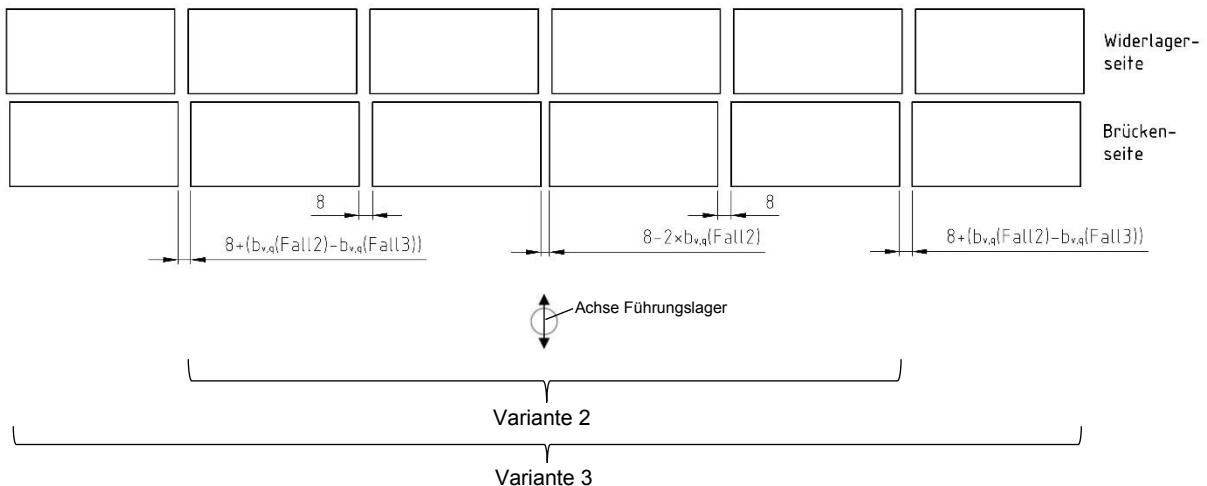 Widerlager-
seite
Brücken-
seite
8
8
8+(bv,q(Fall2)-bv,q(Fall3))
8-2×bv,q(Fall2)
8+(bv,q(Fall2)-bv,q(Fall3))
Achse Führungslager
Variante 2
Variante 3